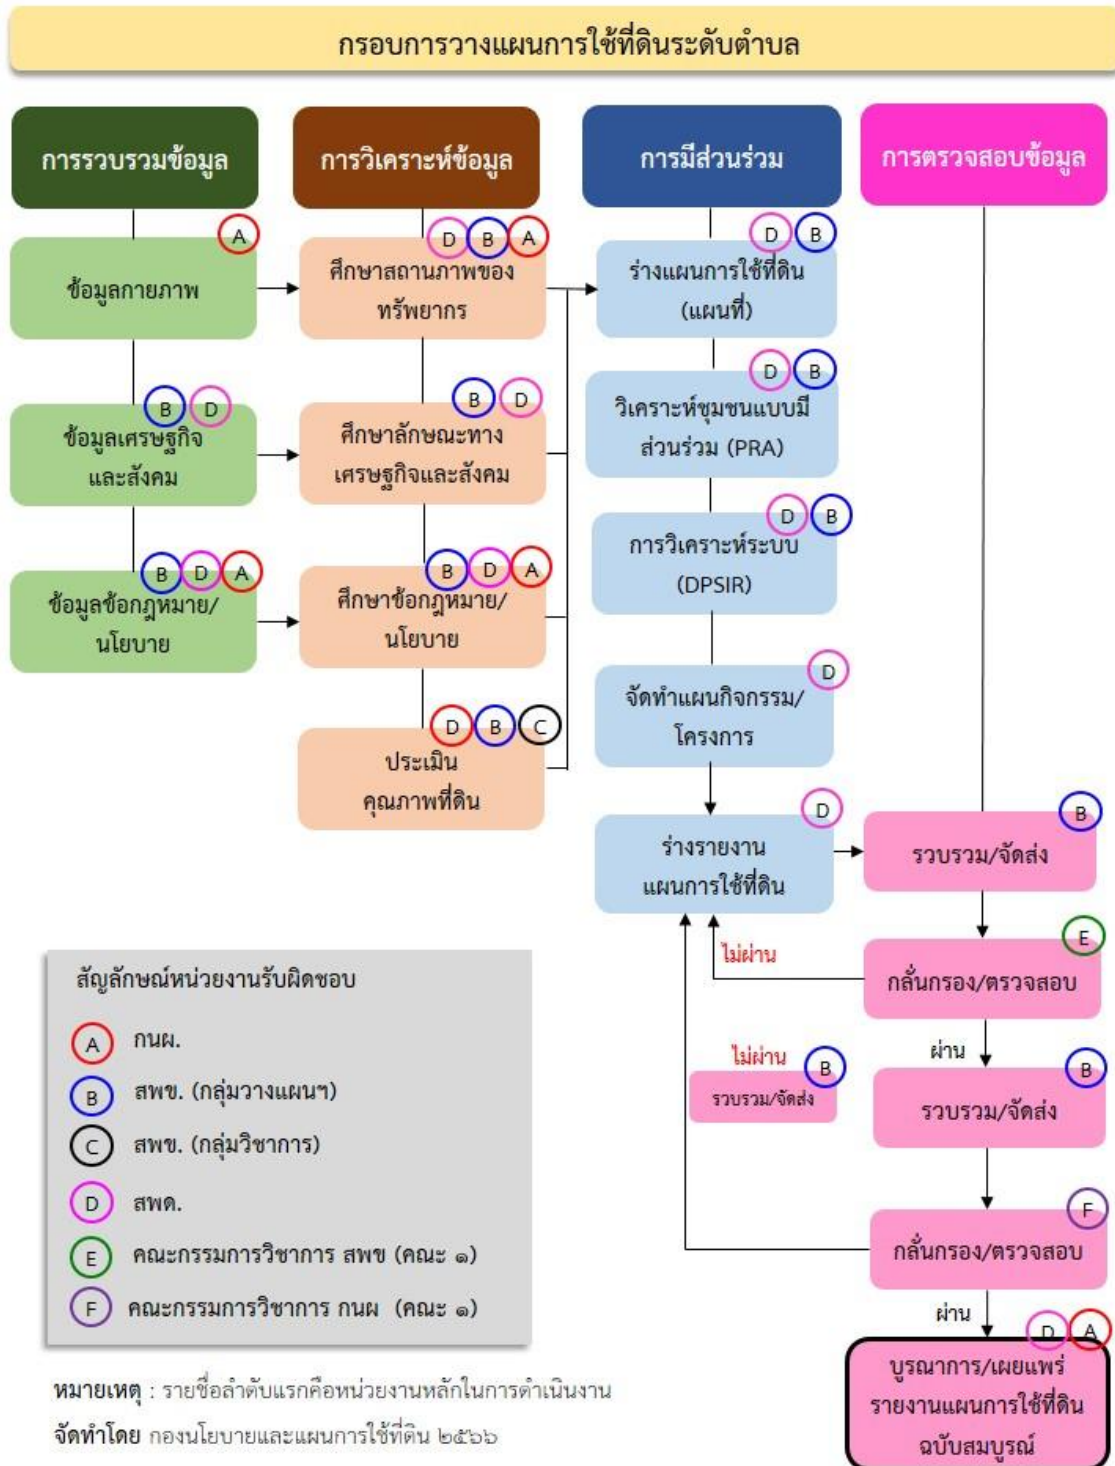 กรอบการวางแผนการใช้ที่ดินระดับตำบล
การรวบรวมข้อมูล
A
ข้อมูลกายภาพ
B D
ข้อมูลเศรษฐกิจ
และสังคม
B D A
ข้อมูลข้อกฎหมาย/
นโยบาย
การวิเคราะห์ข้อมูล
D B A
ศึกษาสถานภาพของ
ทรัพยากร
B D
ศึกษาลักษณะทาง
เศรษฐกิจและสังคม
B D A
ศึกษาข้อกฎหมาย/
นโยบาย
D B C
ประเมิน
คุณภาพที่ดิน
การมีส่วนร่วม
D B
ร่างแผนการใช้ที่ดิน
(แผนที่)
D B
วิเคราะห์ชุมชนแบบมี
ส่วนร่วม (PRA)
D B
การวิเคราะห์ระบบ
(DPSIR)
D
จัดทำแผนกิจกรรม/
โครงการ
D
ร่างรายงาน
แผนการใช้ที่ดิน
การตรวจสอบข้อมูล
B
รวบรวม/จัดส่ง
E
กลั่นกรอง/ตรวจสอบ
ไม่ผ่าน
ผ่าน
B
รวบรวม/จัดส่ง
ไม่ผ่าน
B
รวบรวม/จัดส่ง
F
กลั่นกรอง/ตรวจสอบ
ผ่าน
D A
บูรณาการ/เผยแพร่
รายงานแผนการใช้ที่ดิน
ฉบับสมบูรณ์
สัญลักษณ์หน่วยงานรับผิดชอบ
A กนผ.
B สพข. (กลุ่มวางแผนฯ)
C สพข. (กลุ่มวิชาการ)
D สพด.
E คณะกรรมการวิชาการ สพข (คณะ ๑)
F คณะกรรมการวิชาการ กนผ (คณะ ๑)
หมายเหตุ : รายชื่อลำดับแรกคือหน่วยงานหลักในการดำเนินงาน
จัดทำโดย กองนโยบายและแผนการใช้ที่ดิน ๒๕๖๖